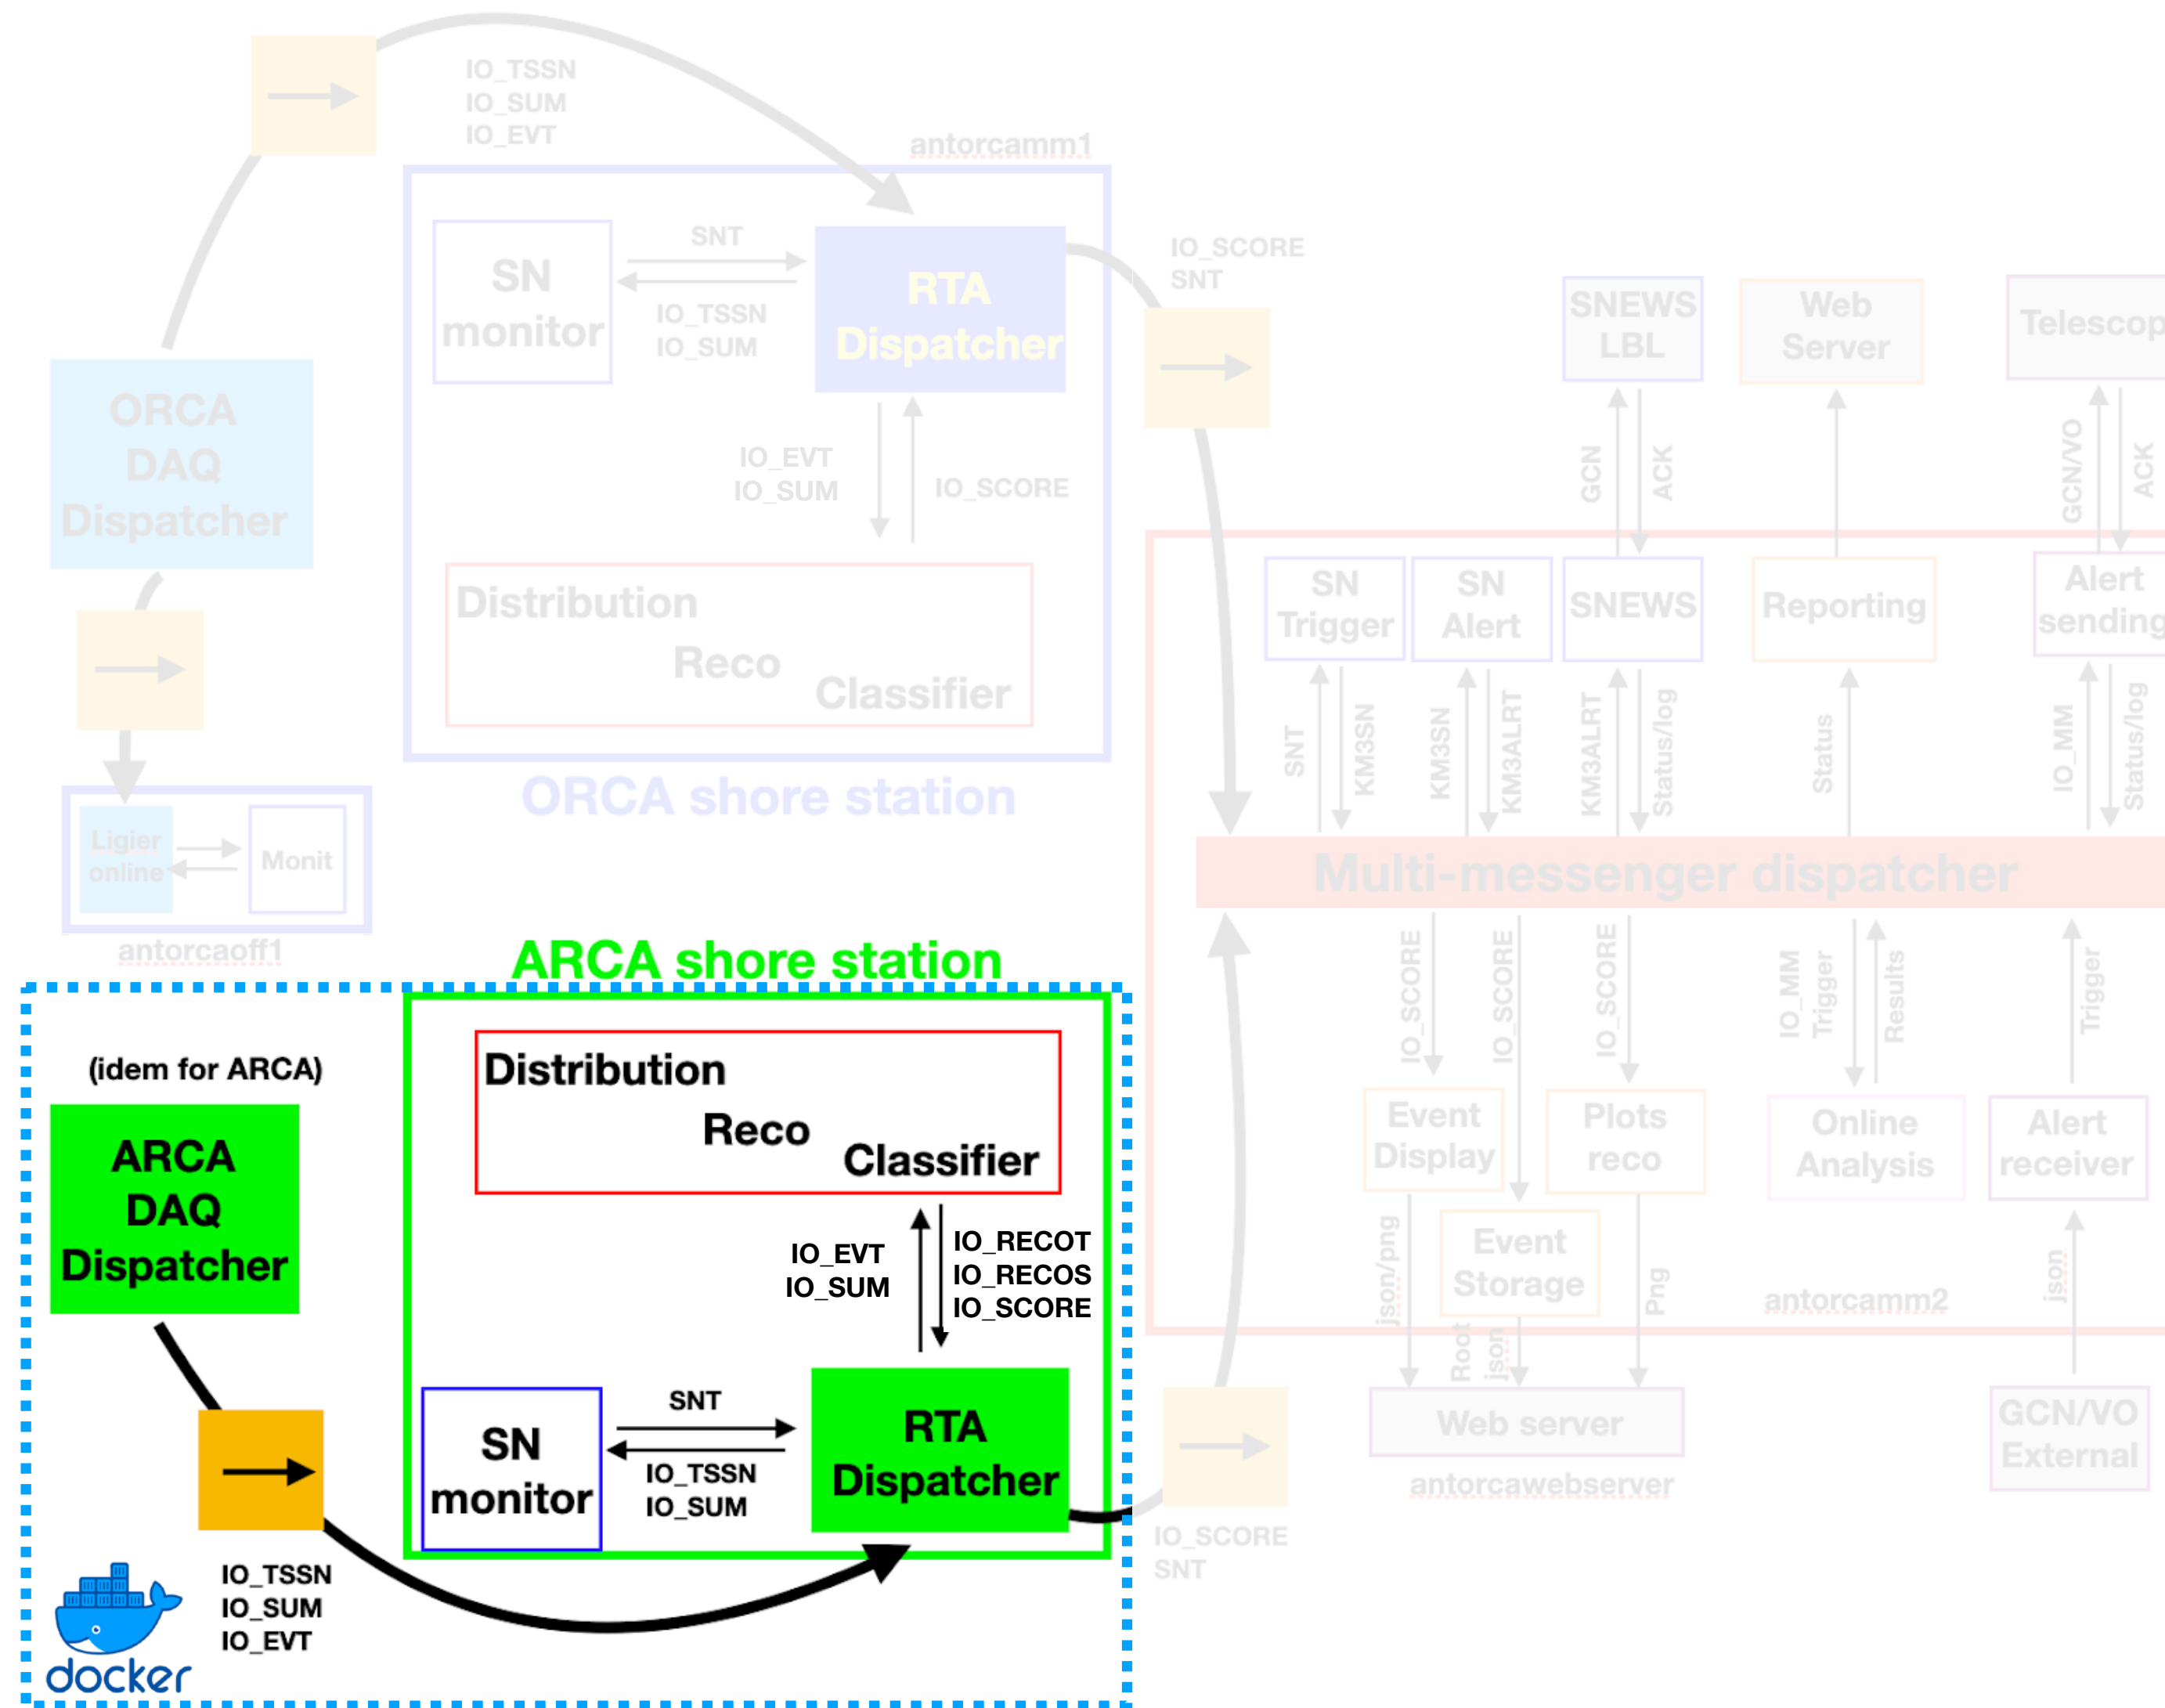 IO_TSSN
IO_SUM
IO_EVT
antorcamm1
SN
monitor
SNT
IO_TSSN
IO_SUM
RTA
Dispatcher
IO_SCORE
SNT
ORCA
DAQ
Dispatcher
IO_EVT
IO_SUM
IO_SCORE
Distribution
Reco
Classifier
ORCA shore station
Ligier
online
Monit
antorcaoff1
SNEWS
LBL
Web
Server
Telescop
GCN
ACK
GCN/VO
ACK
SN
Trigger
SN
Alert
SNEWS
Reporting
Alert
sending
SNT
KM3SN
KM3SN
KM3ALRT
KM3ALRT
Status/log
Status
IO_MM
Status/log
Multi-messenger dispatcher
IO_SCORE
IO_SCORE
IO_SCORE
IO_MM
Trigger
Results
Trigger
Event
Display
Plots
reco
Online
Analysis
Alert
receiver
Event
Storage
json/png
Root
json
Png
antorcamm2
json
Web server
antorcawebserver
GCN/VO
External
ARCA shore station
(idem for ARCA)
ARCA
DAQ
Dispatcher
Distribution
Reco
Classifier
IO_EVT
IO_SUM
IO_RECOT
IO_RECOS
IO_SCORE
SN
monitor
SNT
IO_TSSN
IO_SUM
RTA
Dispatcher
IO_SCORE
SNT
IO_TSSN
IO_SUM
IO_EVT
docker